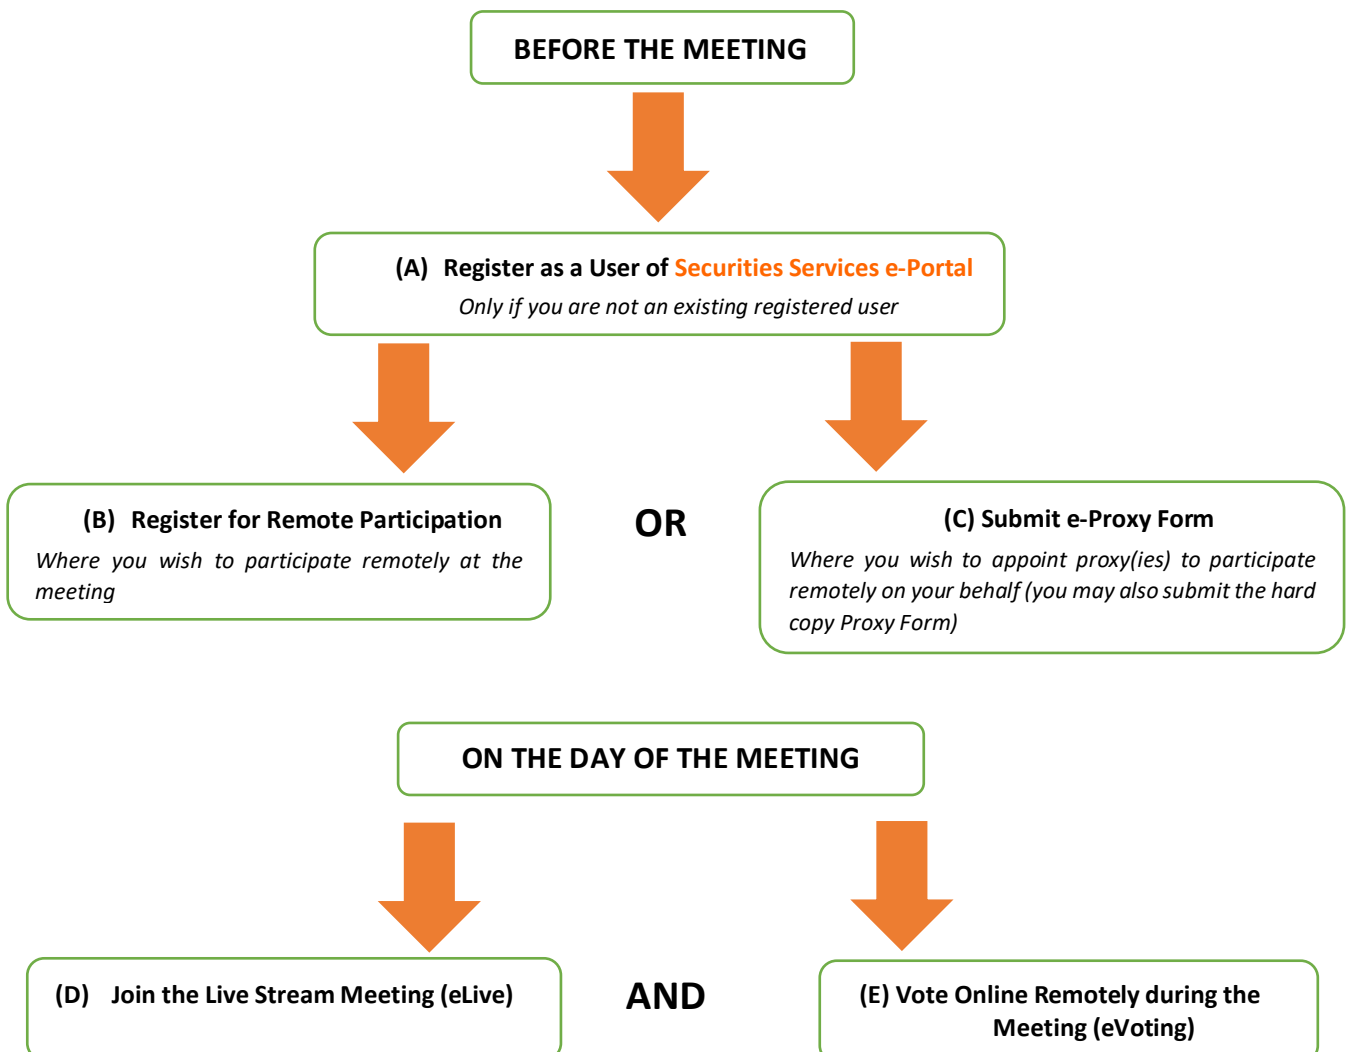 BEFORE THE MEETING
(A) Register as a User of Securities Services e-Portal
Only if you are not an existing registered user
(B) Register for Remote Participation
Where you wish to participate remotely at the
meeting
OR
(C) Submit e-Proxy Form
Where you wish to appoint proxy(ies) to participate
remotely on your behalf (you may also submit the hard
copy Proxy Form)
ON THE DAY OF THE MEETING
(D) Join the Live Stream Meeting (eLive)
AND
(E) Vote Online Remotely during the
Meeting (eVoting)